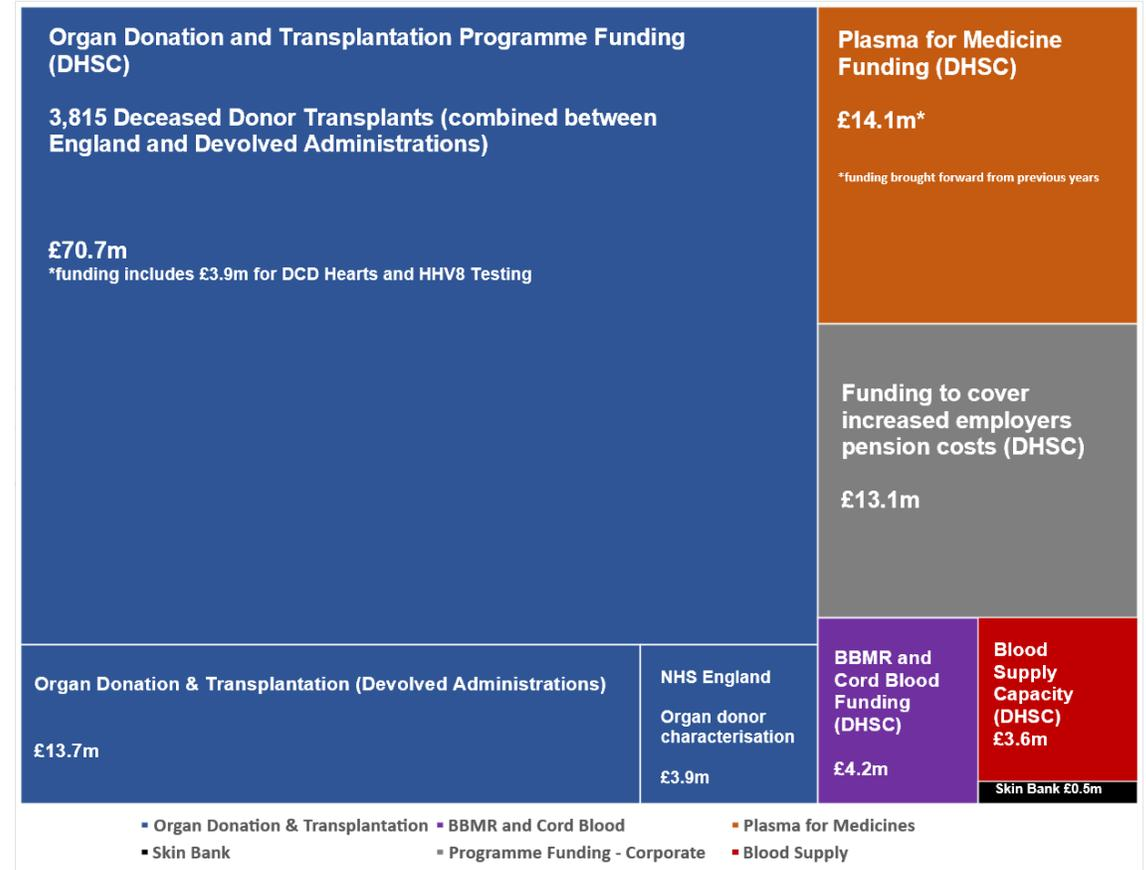 Organ Donation and Transplantation Programme Funding
(DHSC)
3,815 Deceased Donor Transplants (combined between
England and Devolved Administrations)
£70.7m
*funding includes £3.9m for DCD Hearts and HHV8 Testing
Plasma for Medicine
Funding (DHSC)
£14.1m*
*funding brought forward from previous years
Funding to cover
increased employers
pension costs (DHSC)
£13.1m
Organ Donation & Transplantation (Devolved Administrations)
£13.7m
NHS England
Organ donor
characterisation
£3.9m
BBMR and
Cord Blood
Funding
(DHSC)
£4.2m
Blood
Supply
Capacity
(DHSC)
£3.6m
Skin Bank £0.5m
Organ Donation & Transplantation
BBMR and Cord Blood
Plasma for Medicines
Skin Bank
Programme Funding - Corporate
Blood Supply